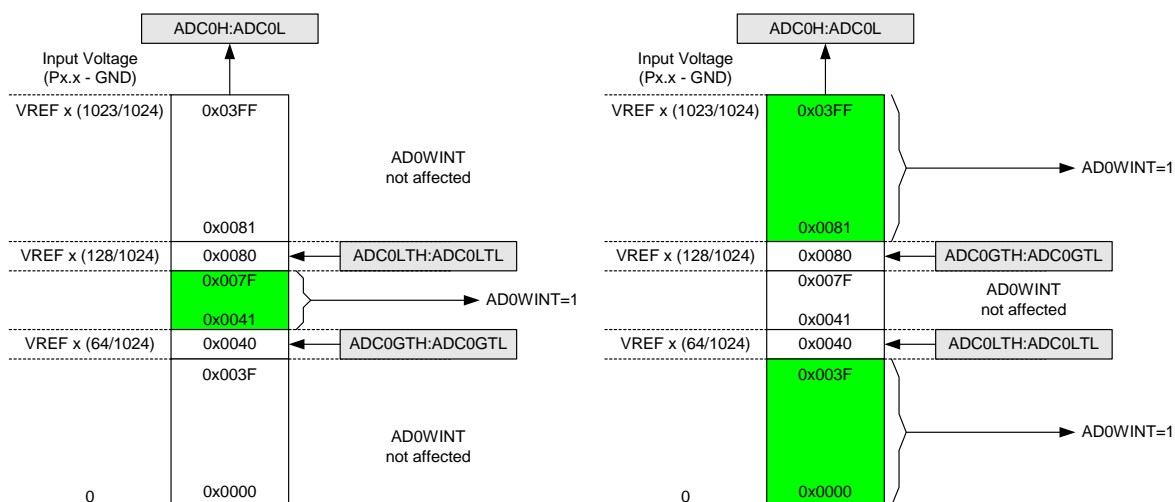 ADC0H:ADC0L
Input Voltage
(Px.x - GND)
VREF x (1023/1024)
0x03FF
AD0WINT
not affected
0x0081
VREF x (128/1024)
0x0080
ADC0LTH:ADC0LTL
0x007F
AD0WINT=1
0x0041
VREF x (64/1024)
0x0040
ADC0GTH:ADC0GTL
0x003F
AD0WINT
not affected
0
0x0000
ADC0H:ADC0L
Input Voltage
(Px.x - GND)
VREF x (1023/1024)
0x03FF
AD0WINT=1
0x0081
VREF x (128/1024)
0x0080
ADC0GTH:ADC0GTL
0x007F
AD0WINT
not affected
0x0041
VREF x (64/1024)
0x0040
ADC0LTH:ADC0LTL
0x003F
AD0WINT=1
0
0x0000